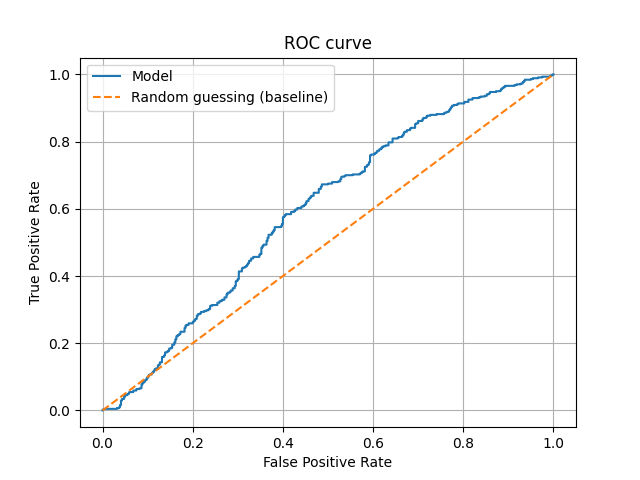 ROC curve
Model
Random guessing (baseline)
True Positive Rate
1.0
0.8
0.6
0.4
0.2
0.0
0.0 0.2 0.4 0.6 0.8 1.0
False Positive Rate